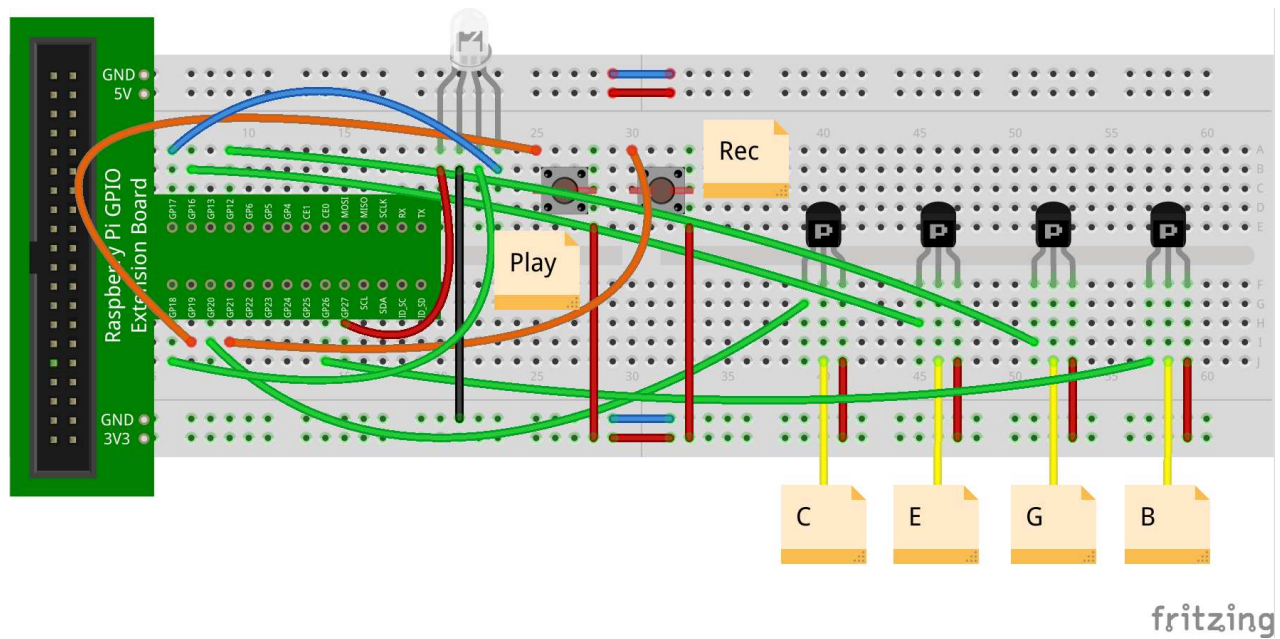 GND
5V
10
15
25
30
40
45
50
55
60
A
B
C
D
E
Rec
Raspberry Pi GPIO
Extension Board
GP17
GP16
GP13
GP12
GP6
GP5
GP4
CE1
CE0
MOSI
MISO
SCLK
RX
TX
P
P
P
P
Play
GP18
GP19
GP20
GP21
GP22
GP23
GP24
GP25
GP26
GP27
SCL
SDA
ID_SC
ID_SD
F
G
H
I
J
25
30
35
40
45
50
55
60
GND
3V3
C
E
G
B
fritzing